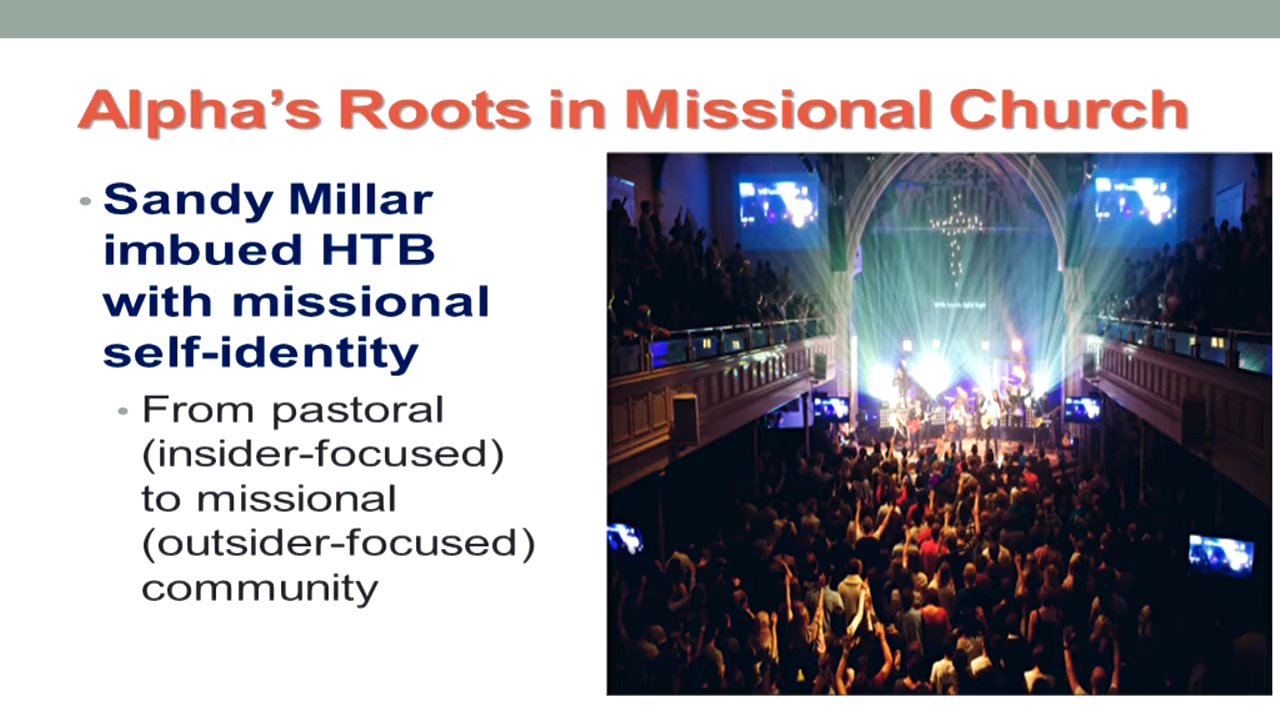 Alpha’s Roots in Missional Church
• Sandy Millar
imbued HTB
with missional
self-identity
• From pastoral
(insider-focused)
to missional
(outsider-focused)
community